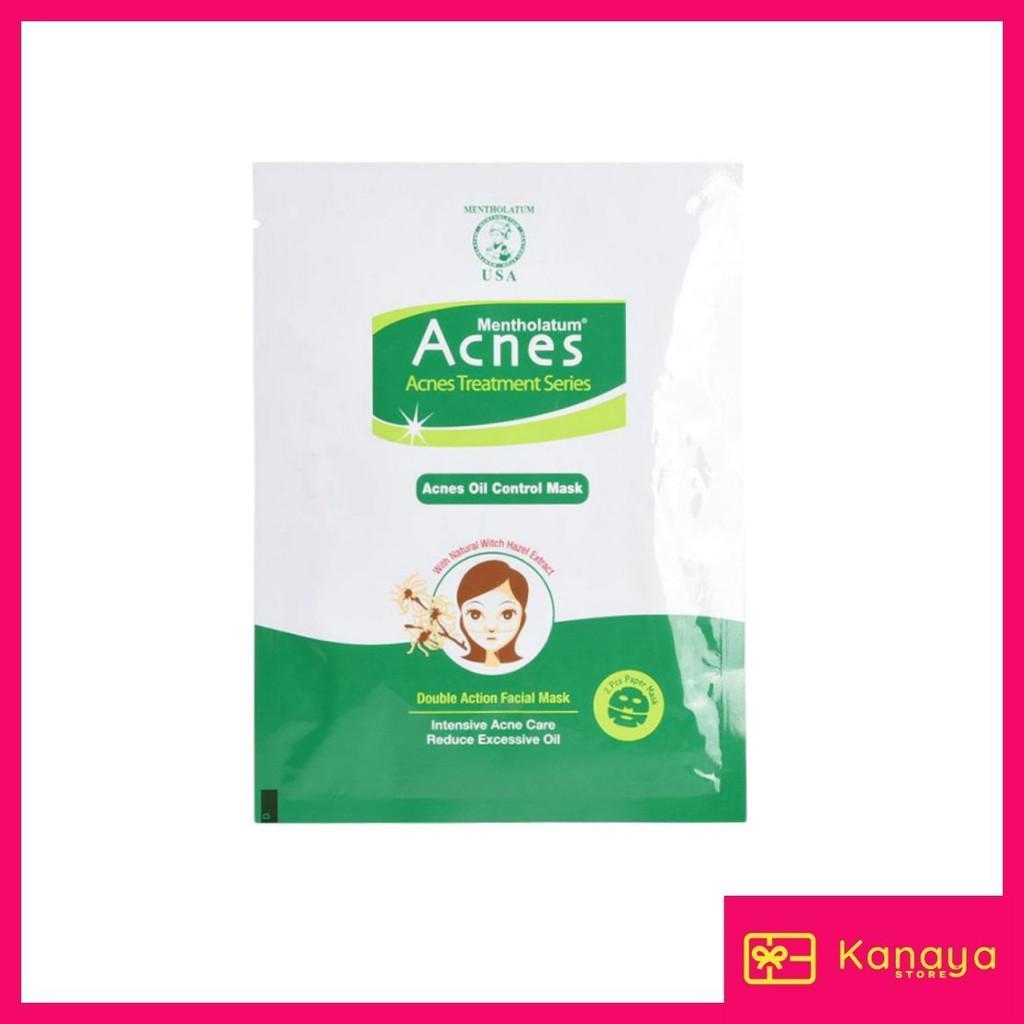 MENTHOLATUM
USA
Mentholatum®
Acnes
Acnes Treatment Series
Acnes Oil Control Mask
With Natural Witch Hazel Extract
Double Action Facial Mask
2 Pcs Paper Mask
Intensive Acne Care
Reduce Excessive Oil
Kanaya
STORE